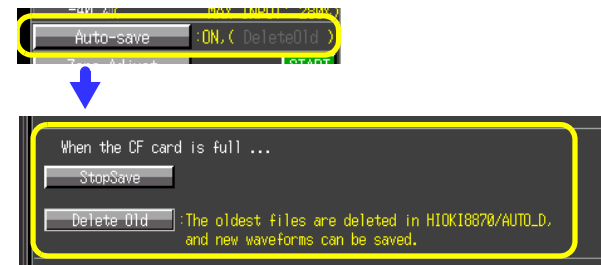 Auto-save :ON,( DeleteOld )
START
When the CF card is full ...
StopSave
Delete Old :The oldest files are deleted in HIOKI8870/AUTO_D,
and new waveforms can be saved.